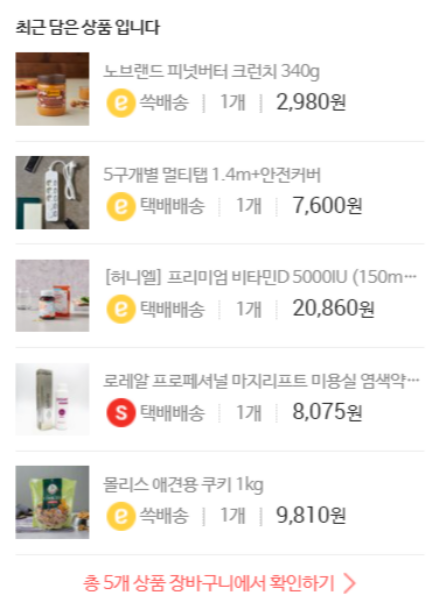 최근 담은 상품 입니다
노브랜드 피넛버터 크런치 340g
e 쓱배송 | 1개 | 2,980원
5구개별 멀티탭 1.4m+안전커버
e 택배배송 | 1개 | 7,600원
[허니엘] 프리미엄 비타민D 5000IU (150m…
e 택배배송 | 1개 | 20,860원
로레알 프로페셔널 마지리프트 미용실 염색약…
S 택배배송 | 1개 | 8,075원
몰리스 애견용 쿠키 1kg
e 쓱배송 | 1개 | 9,810원
총 5개 상품 장바구니에서 확인하기 >